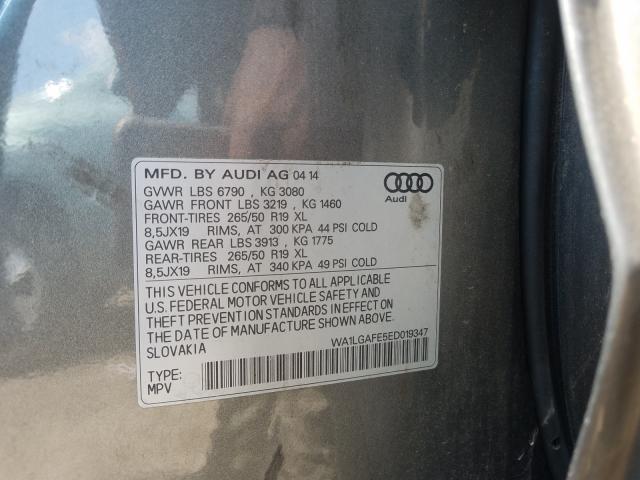 MFD. BY AUDI AG 04 14
GVWR LBS 6790 , KG 3080
GAWR FRONT LBS 3219 , KG 1460
FRONT-TIRES 265/50 R19 XL
8,5JX19 RIMS, AT 300 KPA 44 PSI COLD
GAWR REAR LBS 3913 , KG 1775
REAR-TIRES 265/50 R19 XL
8,5JX19 RIMS, AT 340 KPA 49 PSI COLD
Audi
THIS VEHICLE CONFORMS TO ALL APPLICABLE
U.S. FEDERAL MOTOR VEHICLE SAFETY AND
THEFT PREVENTION STANDARDS IN EFFECT ON
THE DATE OF MANUFACTURE SHOWN ABOVE.
SLOVAKIA
WA1LGAFE5ED019347
TYPE:
MPV